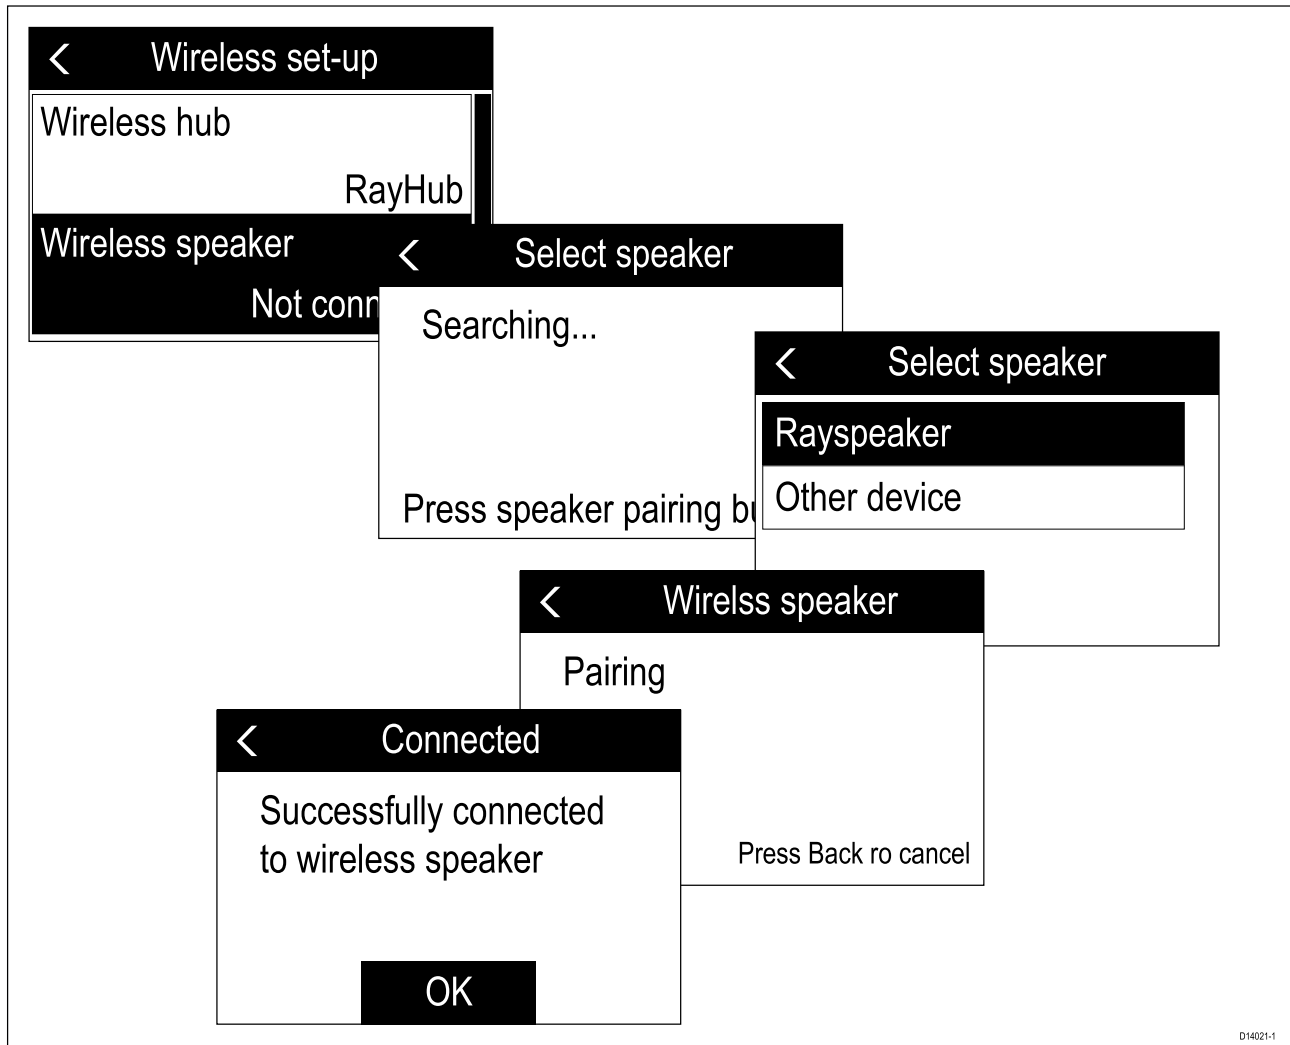 Wireless set-up
Wireless hub
RayHub
Wireless speaker
Not conn
Select speaker
Searching...
Press speaker pairing bu
Select speaker
Rayspeaker
Other device
Wirelss speaker
Pairing
Press Back ro cancel
Connected
Successfully connected
to wireless speaker
OK
D14021-1